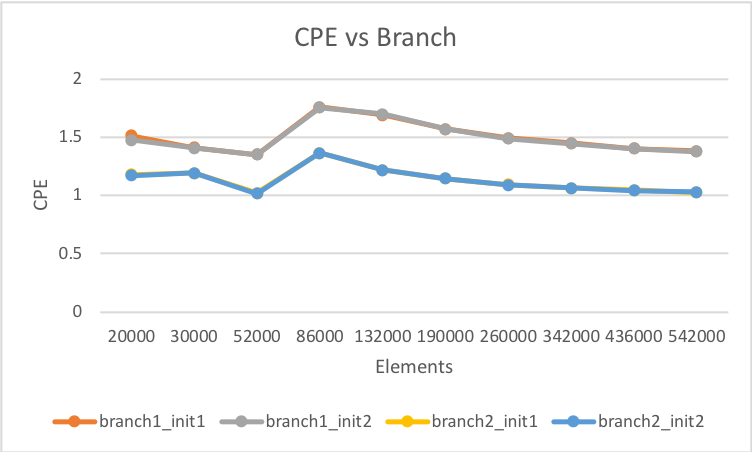 CPE vs Branch
2
1.5
1
0.5
0
CPE
20000 30000 52000 86000 132000 190000 260000 342000 436000 542000
Elements
branch1_init1 branch1_init2 branch2_init1 branch2_init2